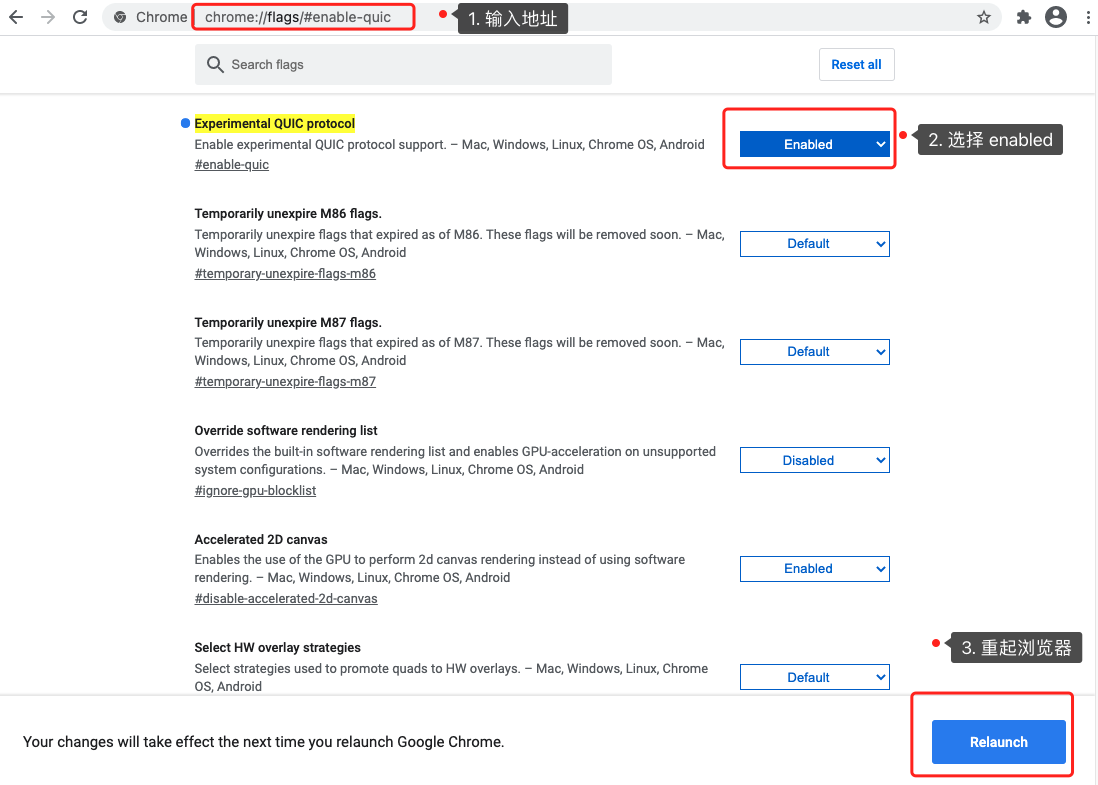 Chrome
chrome://flags/#enable-quic
1. 输入地址
Search flags
Reset all
Experimental QUIC protocol
Enable experimental QUIC protocol support. – Mac, Windows, Linux, Chrome OS, Android
#enable-quic
Enabled
2. 选择 enabled
Temporarily unexpire M86 flags.
Temporarily unexpire flags that expired as of M86. These flags will be removed soon. – Mac,
Windows, Linux, Chrome OS, Android
#temporary-unexpire-flags-m86
Default
Temporarily unexpire M87 flags.
Temporarily unexpire flags that expired as of M87. These flags will be removed soon. – Mac,
Windows, Linux, Chrome OS, Android
#temporary-unexpire-flags-m87
Default
Override software rendering list
Overrides the built-in software rendering list and enables GPU-acceleration on unsupported
system configurations. – Mac, Windows, Linux, Chrome OS, Android
#ignore-gpu-blocklist
Disabled
Accelerated 2D canvas
Enables the use of the GPU to perform 2d canvas rendering instead of using software
rendering. – Mac, Windows, Linux, Chrome OS, Android
#disable-accelerated-2d-canvas
Enabled
Select HW overlay strategies
Select strategies used to promote quads to HW overlays. – Mac, Windows, Linux, Chrome
OS, Android
Default
3. 重起浏览器
Your changes will take effect the next time you relaunch Google Chrome.
Relaunch